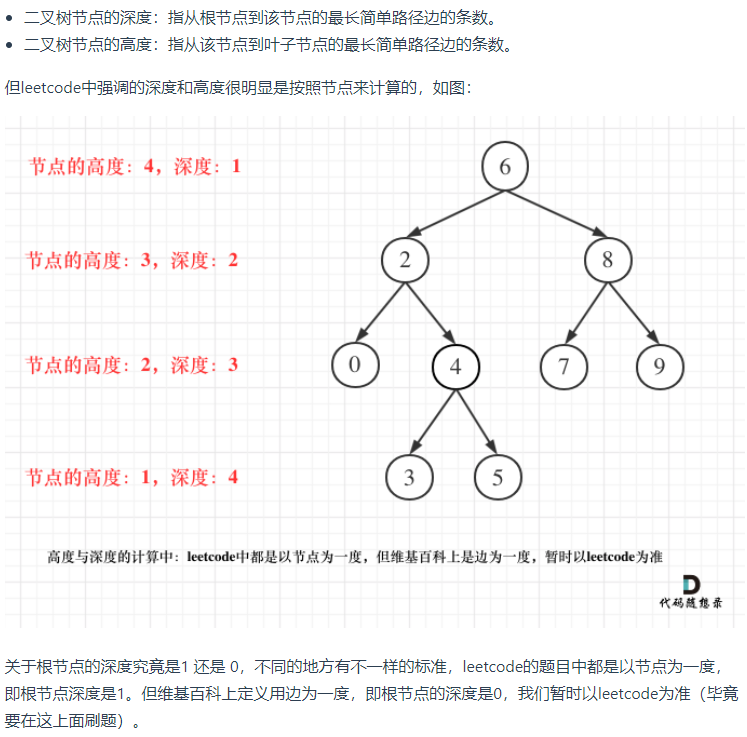 二叉树节点的深度：指从根节点到该节点的最长简单路径边的条数。
二叉树节点的高度：指从该节点到叶子节点的最长简单路径边的条数。
但leetcode中强调的深度和高度很明显是按照节点来计算的，如图：
节点的高度：4，深度：1
6
节点的高度：3，深度：2
2
8
节点的高度：2，深度：3
0
4
7
9
节点的高度：1，深度：4
3
5
高度与深度的计算中：leetcode中都是以节点为一度，但维基百科上是边为一度，暂时以leetcode为准
代码随想录
关于根节点的深度究竟是1 还是 0，不同的地方有不一样的标准，leetcode的题目中都是以节点为一度，
即根节点深度是1。但维基百科上定义用边为一度，即根节点的深度是0，我们暂时以leetcode为准（毕竟
要在这上面刷题）。